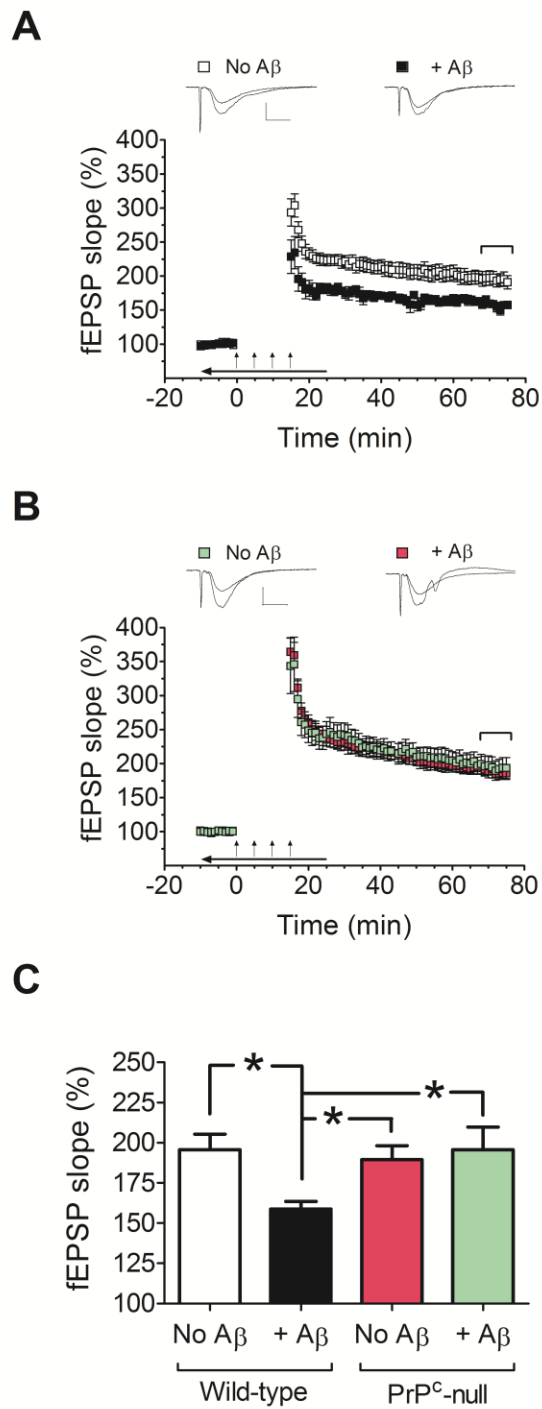 A
No Aβ
+ Aβ
400
350
300
250
200
150
100
fEPSP slope (%)
-20 0 20 40 60 80
Time (min)
B
No Aβ
+ Aβ
400
350
300
250
200
150
100
fEPSP slope (%)
-20 0 20 40 60 80
Time (min)
C
250
225
200
175
150
125
100
fEPSP slope (%)
* * *
No Aβ + Aβ No Aβ + Aβ
Wild-type PrPᶜ-null